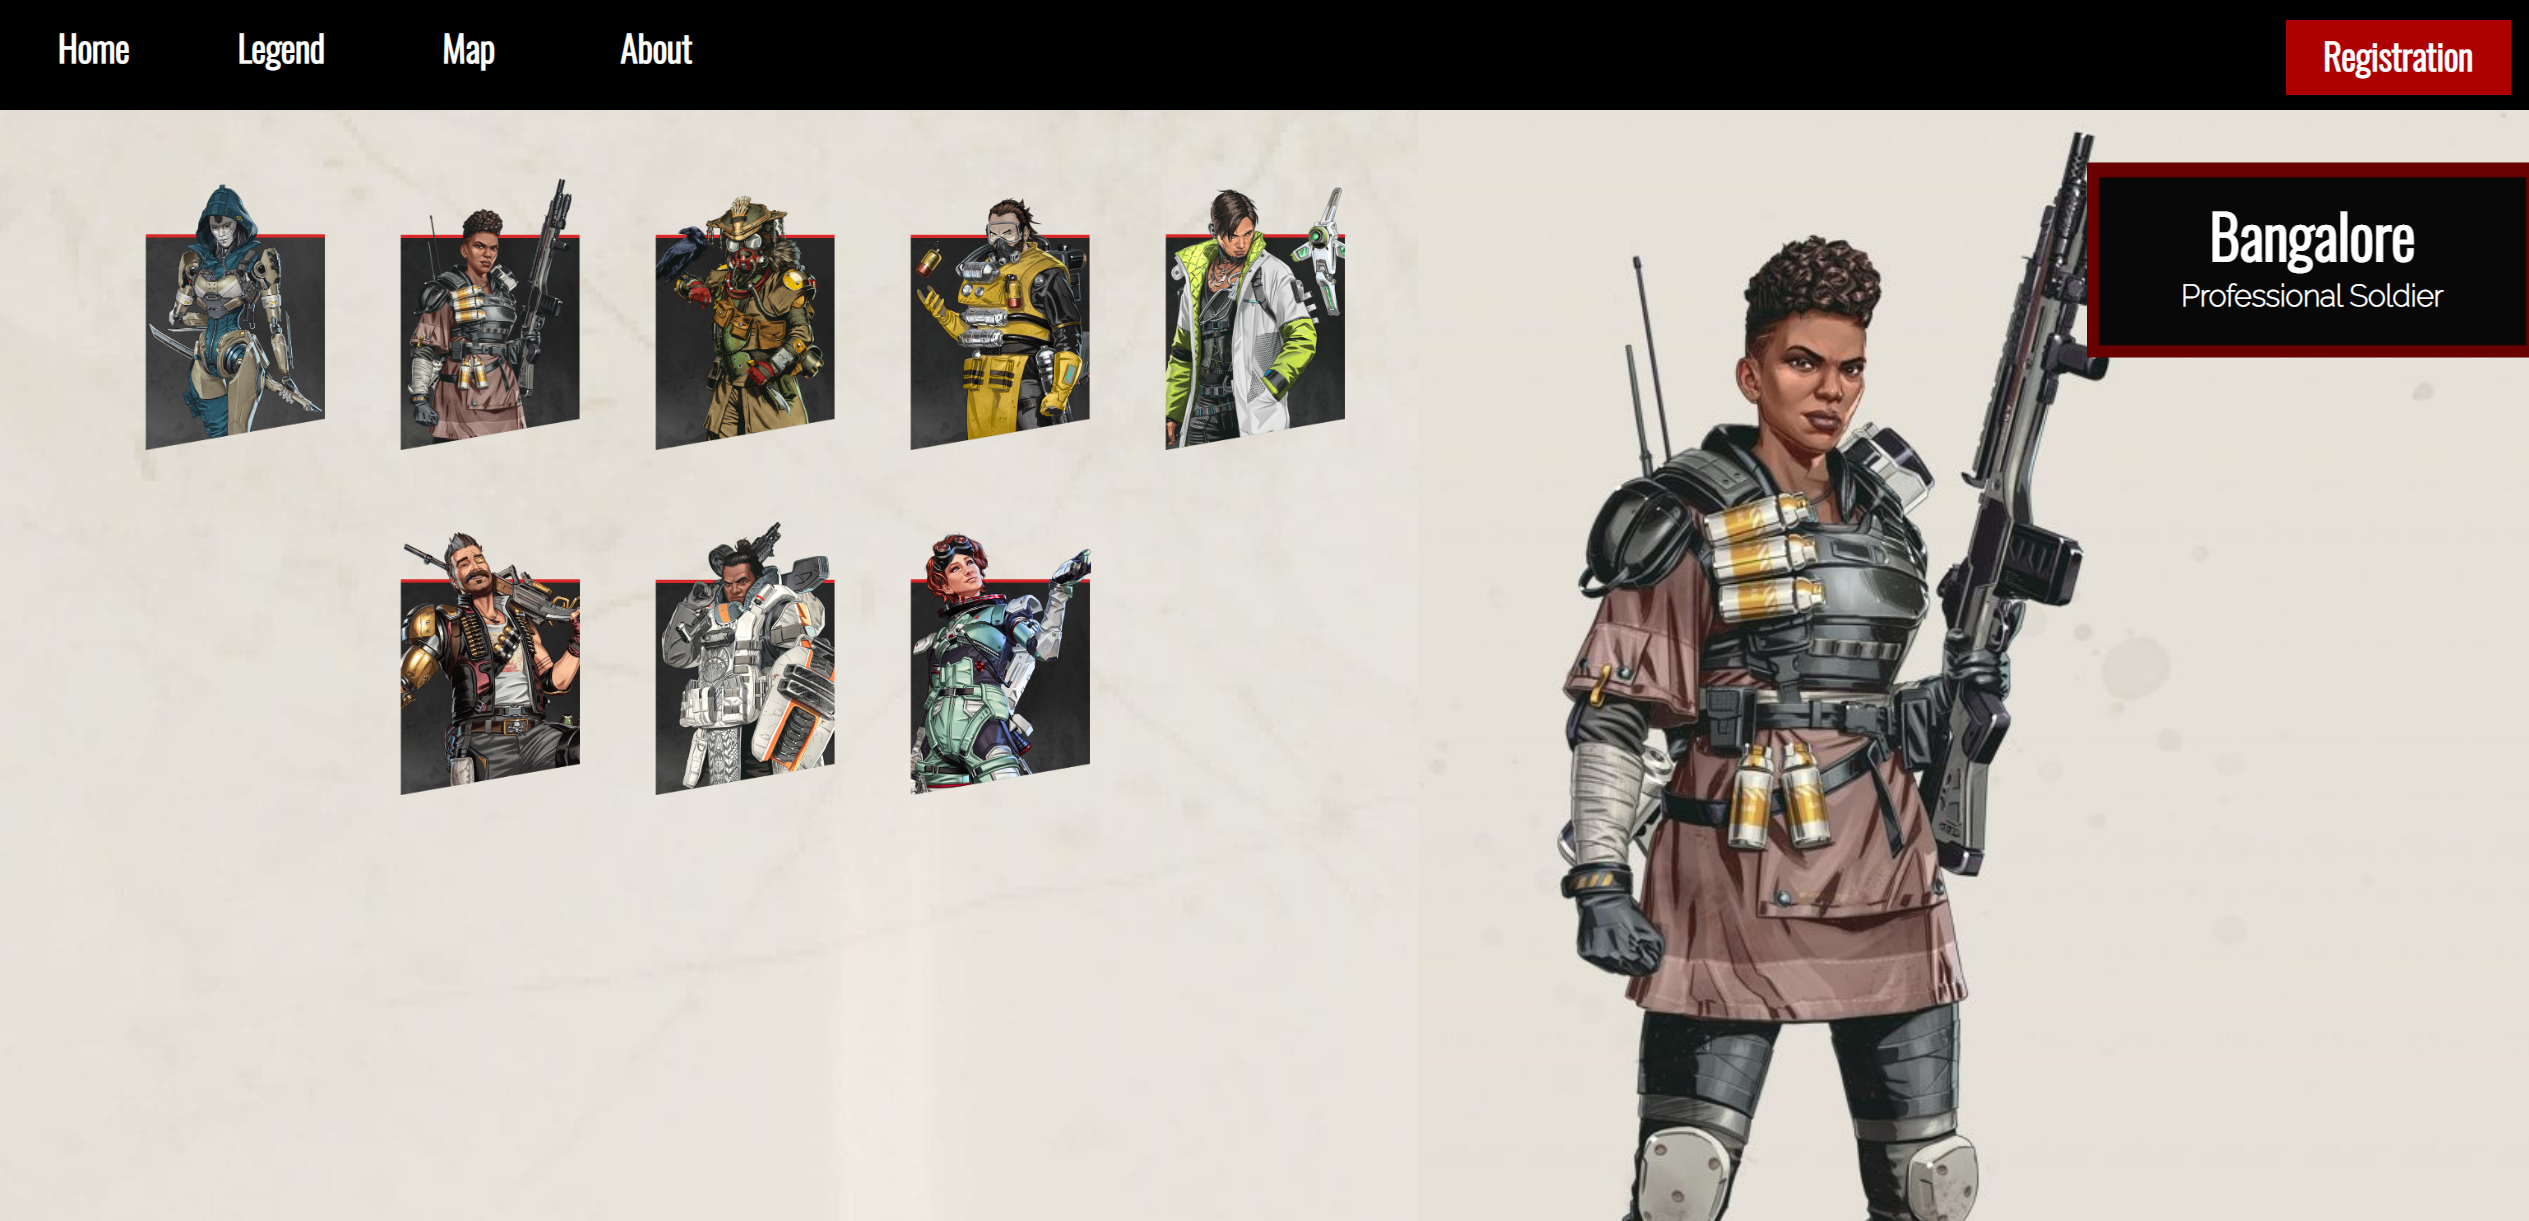 Home
Legend
Map
About
Registration
Bangalore
Professional Soldier